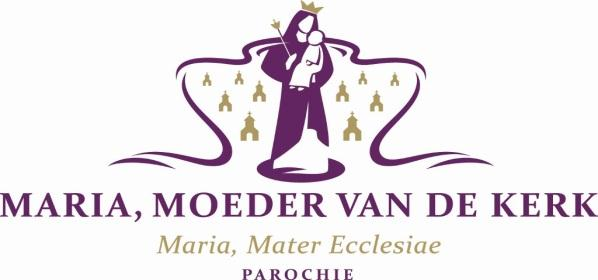 MARIA, MOEDER VAN DE KERK
Maria, Mater Ecclesiae
PAROCHIE